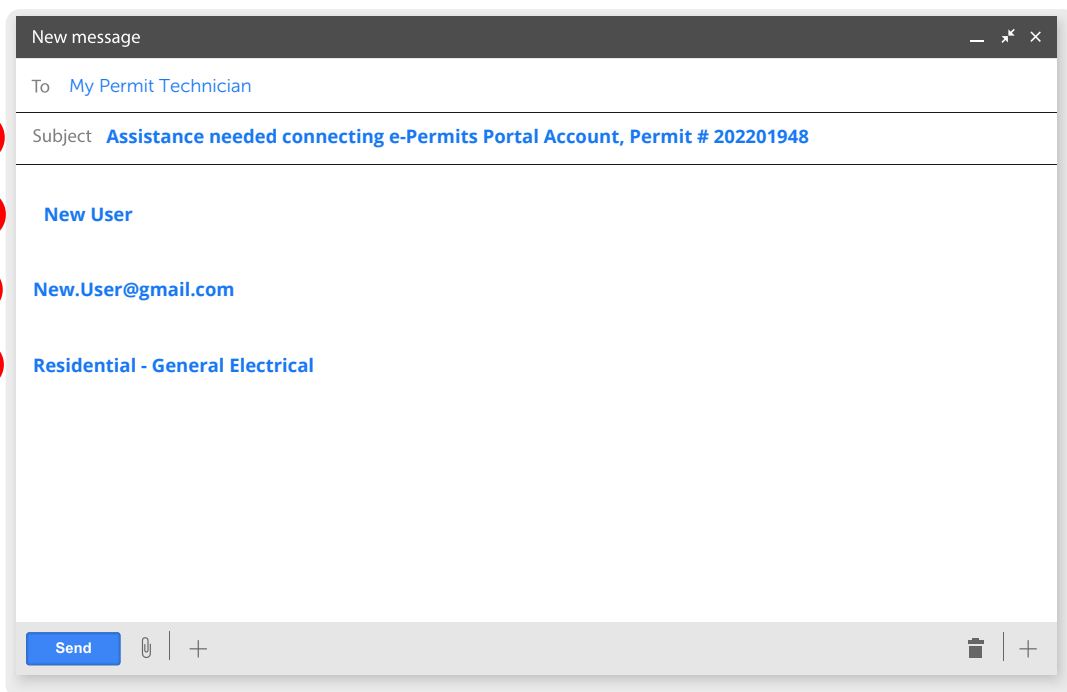 New message
To My Permit Technician
Subject Assistance needed connecting e-Permits Portal Account, Permit # 202201948
New User
New.User@gmail.com
Residential - General Electrical
Send